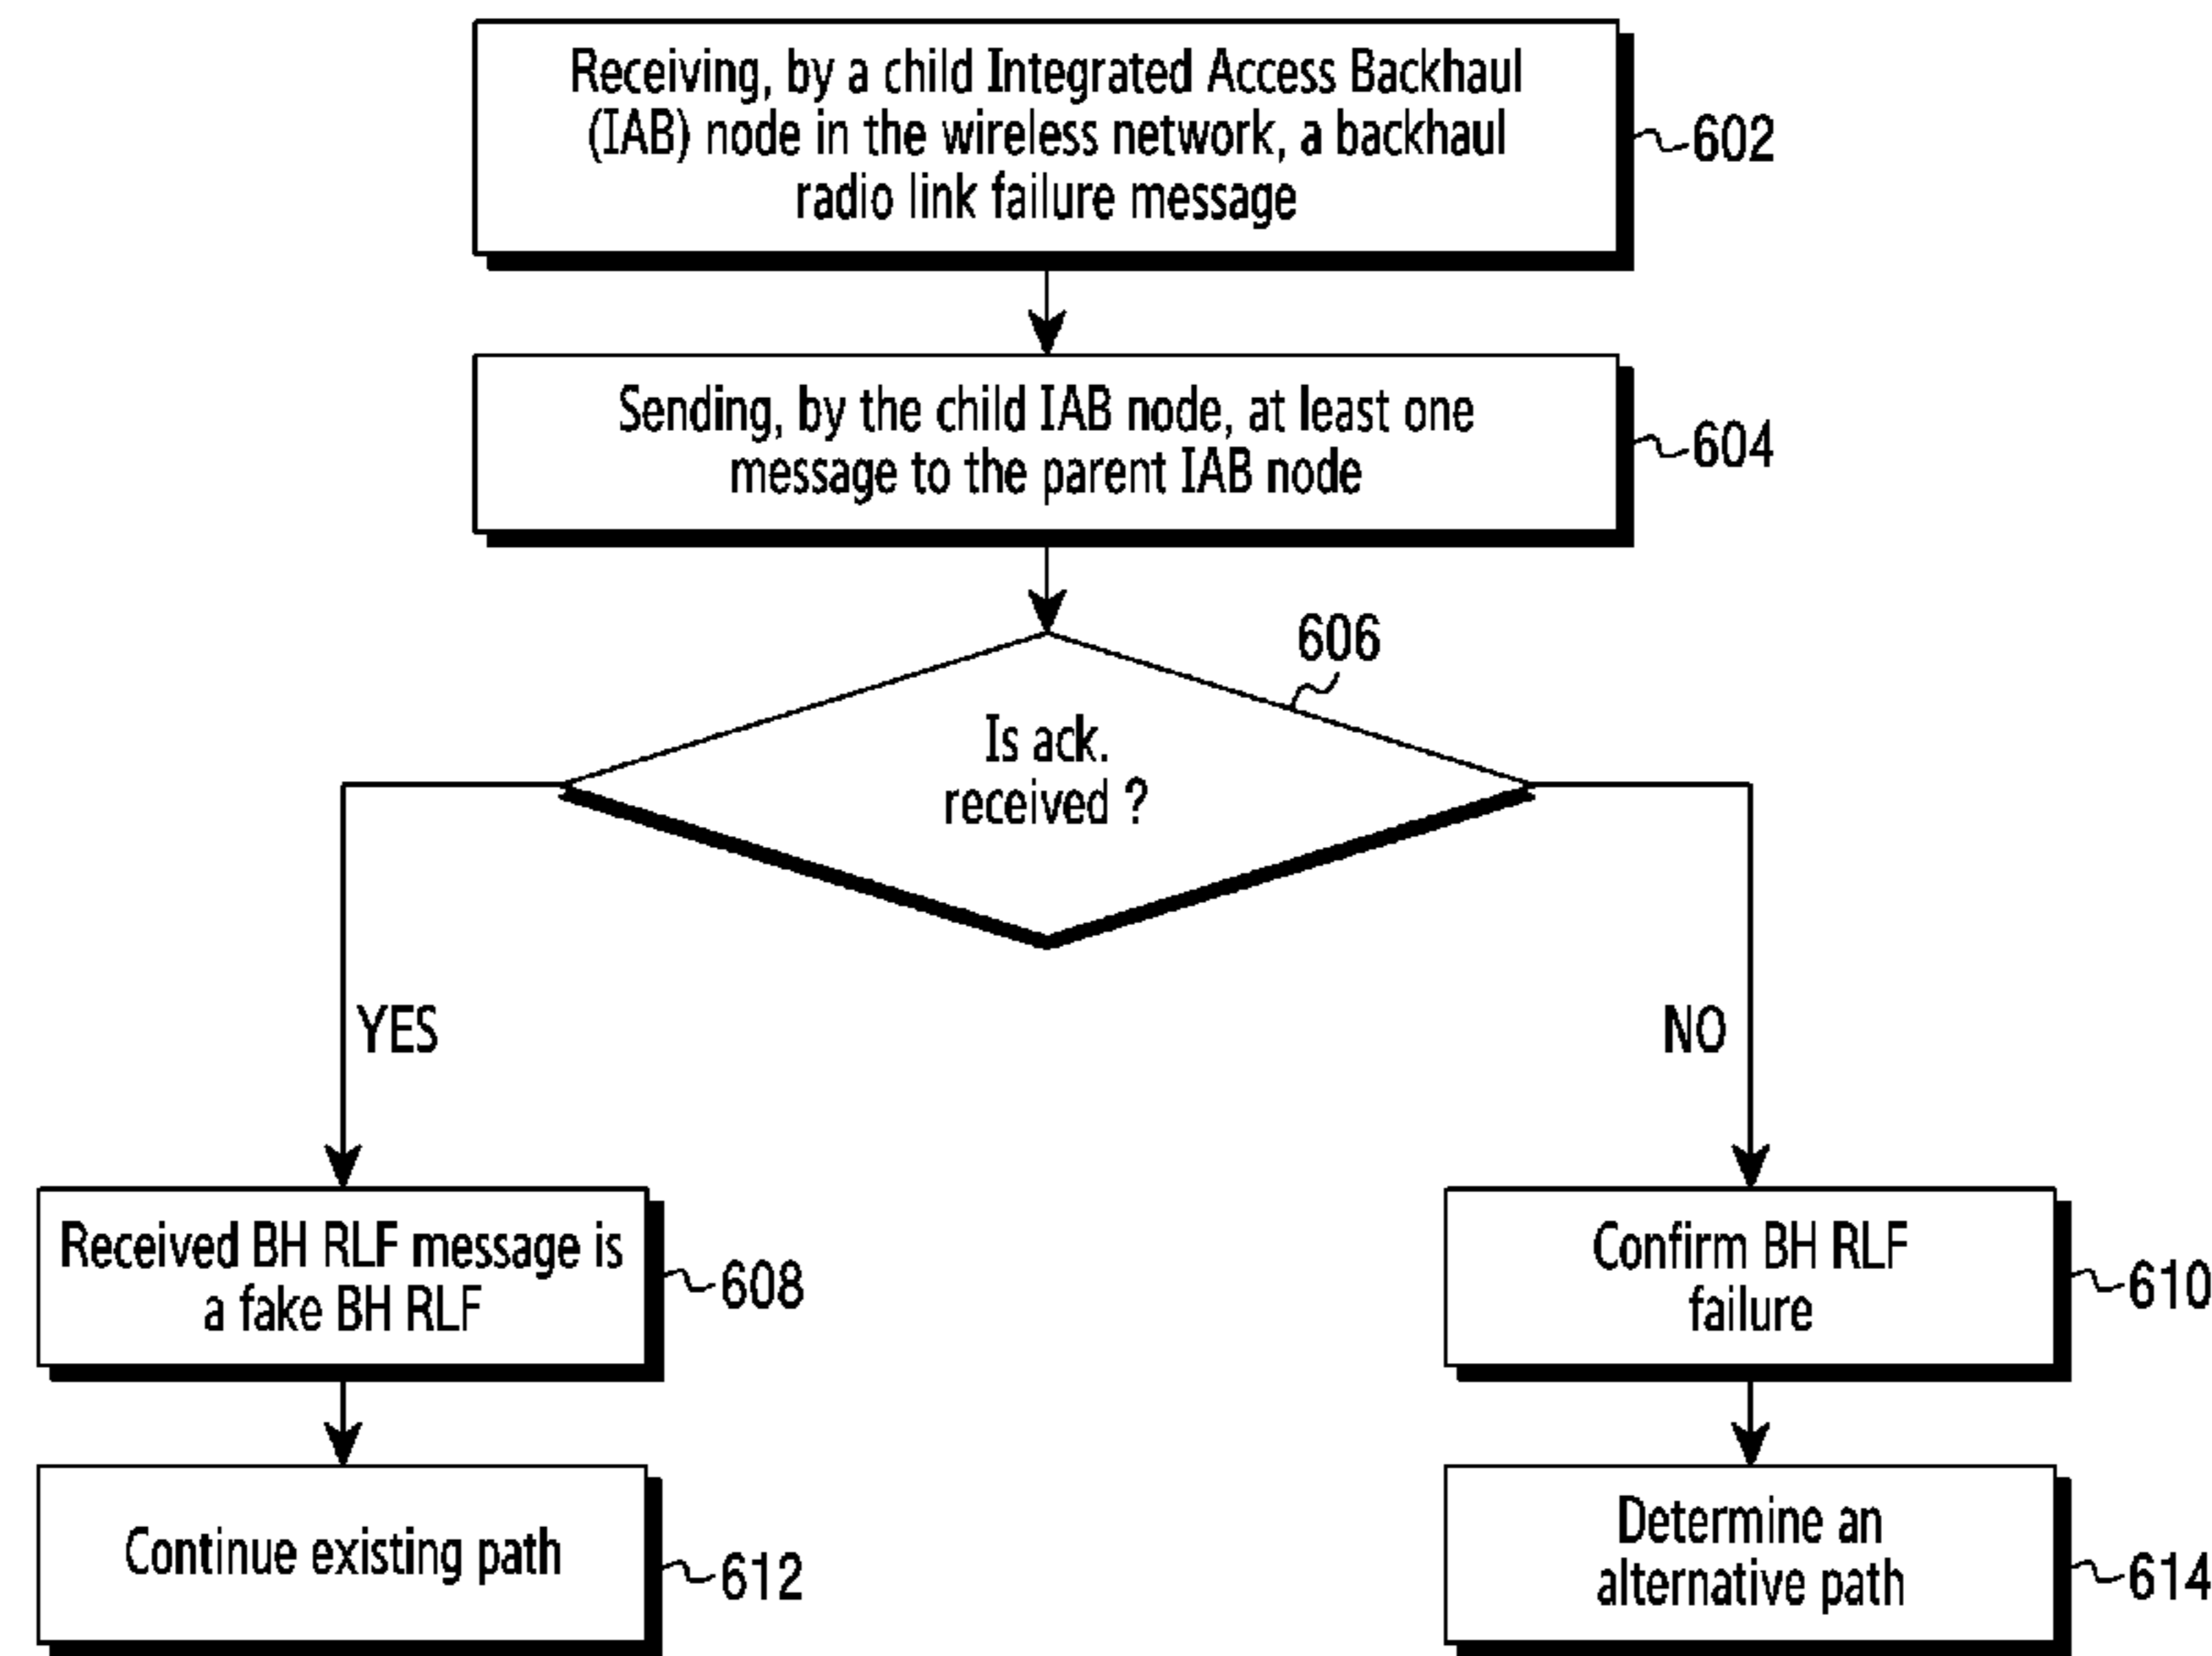 Receiving, by a child Integrated Access Backhaul
(IAB) node in the wireless network, a backhaul
radio link failure message
602
Sending, by the child IAB node, at least one
message to the parent IAB node
604
606
Is ack.
received ?
YES
NO
Received BH RLF message is
a fake BH RLF
608
Confirm BH RLF
failure
610
Continue existing path
612
Determine an
alternative path
614